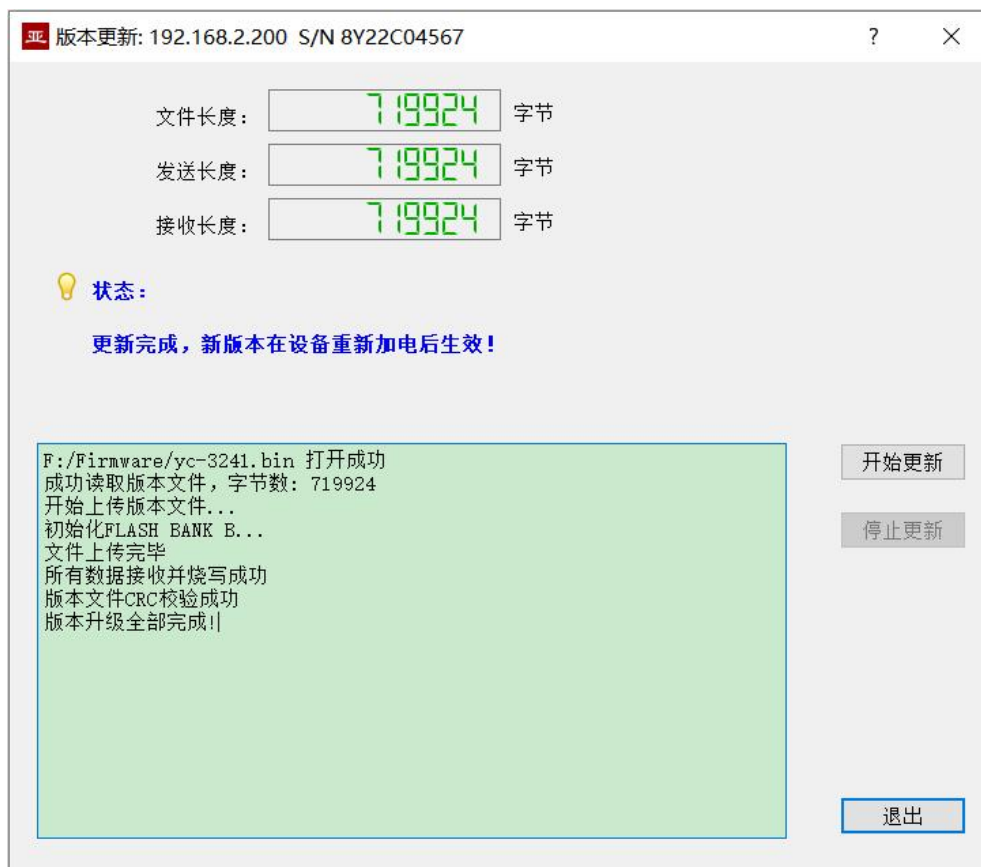 亚 版本更新: 192.168.2.200 S/N 8Y22C04567 ?
文件长度： 719924 字节
发送长度： 719924 字节
接收长度： 719924 字节
状态：
更新完成，新版本在设备重新加电后生效！
F:/Firmware/yc-3241.bin 打开成功
成功读取版本文件，字节数: 719924
开始上传版本文件...
初始化FLASH BANK B...
文件上传完毕
所有数据接收并烧写成功
版本文件CRC校验成功
版本升级全部完成!
开始更新
停止更新
退出